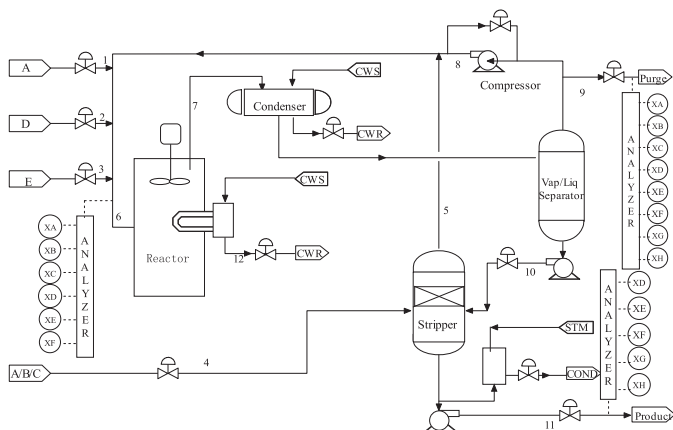 A
1
D
2
E
3
6
7
CWS
Condenser
CWR
8
Compressor
9
Purge
XA
XB
XC
XD
XE
XF
XG
XH
ANALYZER
Vap/Liq
Separator
5
10
CWS
12
CWR
Reactor
XA
XB
XC
XD
XE
XF
ANALYZER
Stripper
STM
COND
XD
XE
XF
XG
XH
ANALYZER
A/B/C
4
11
Product